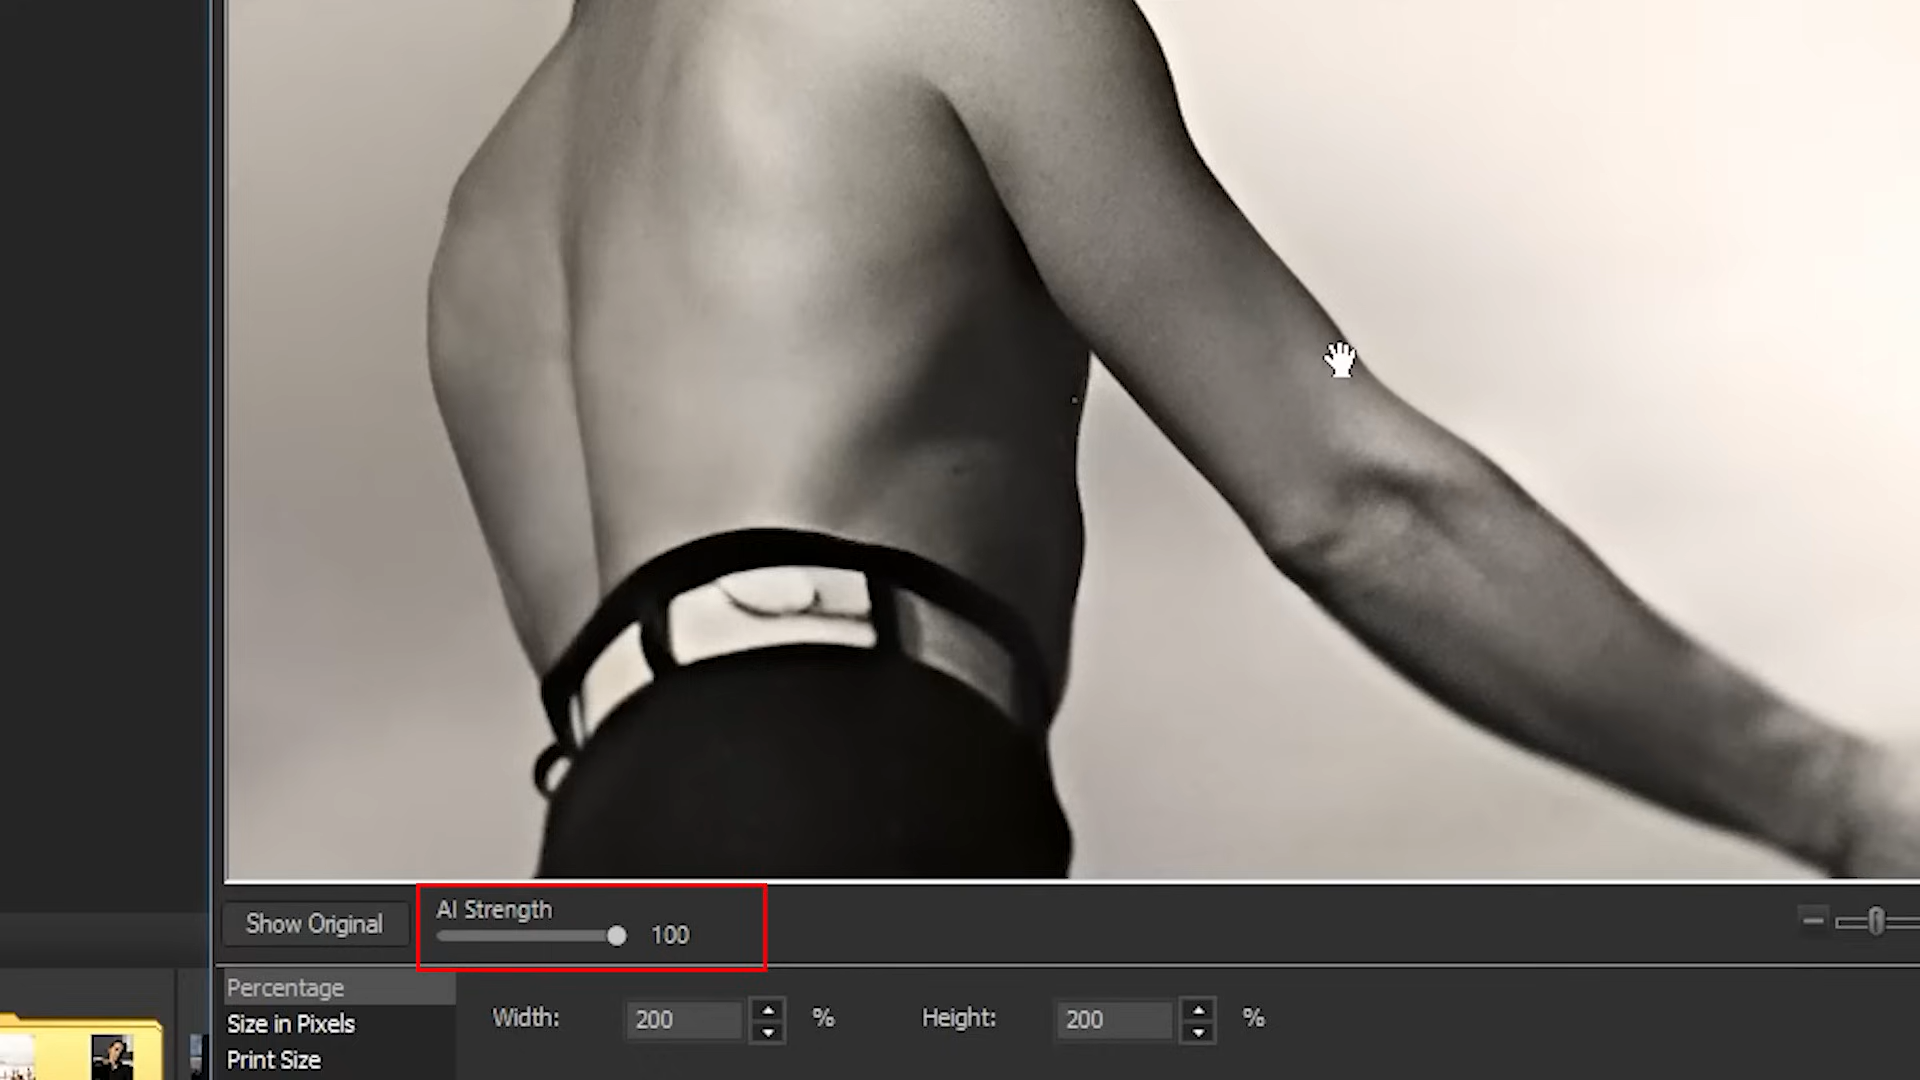 Show Original
AI Strength
100
Percentage
Size in Pixels
Print Size
Width: 200 % Height: 200 %